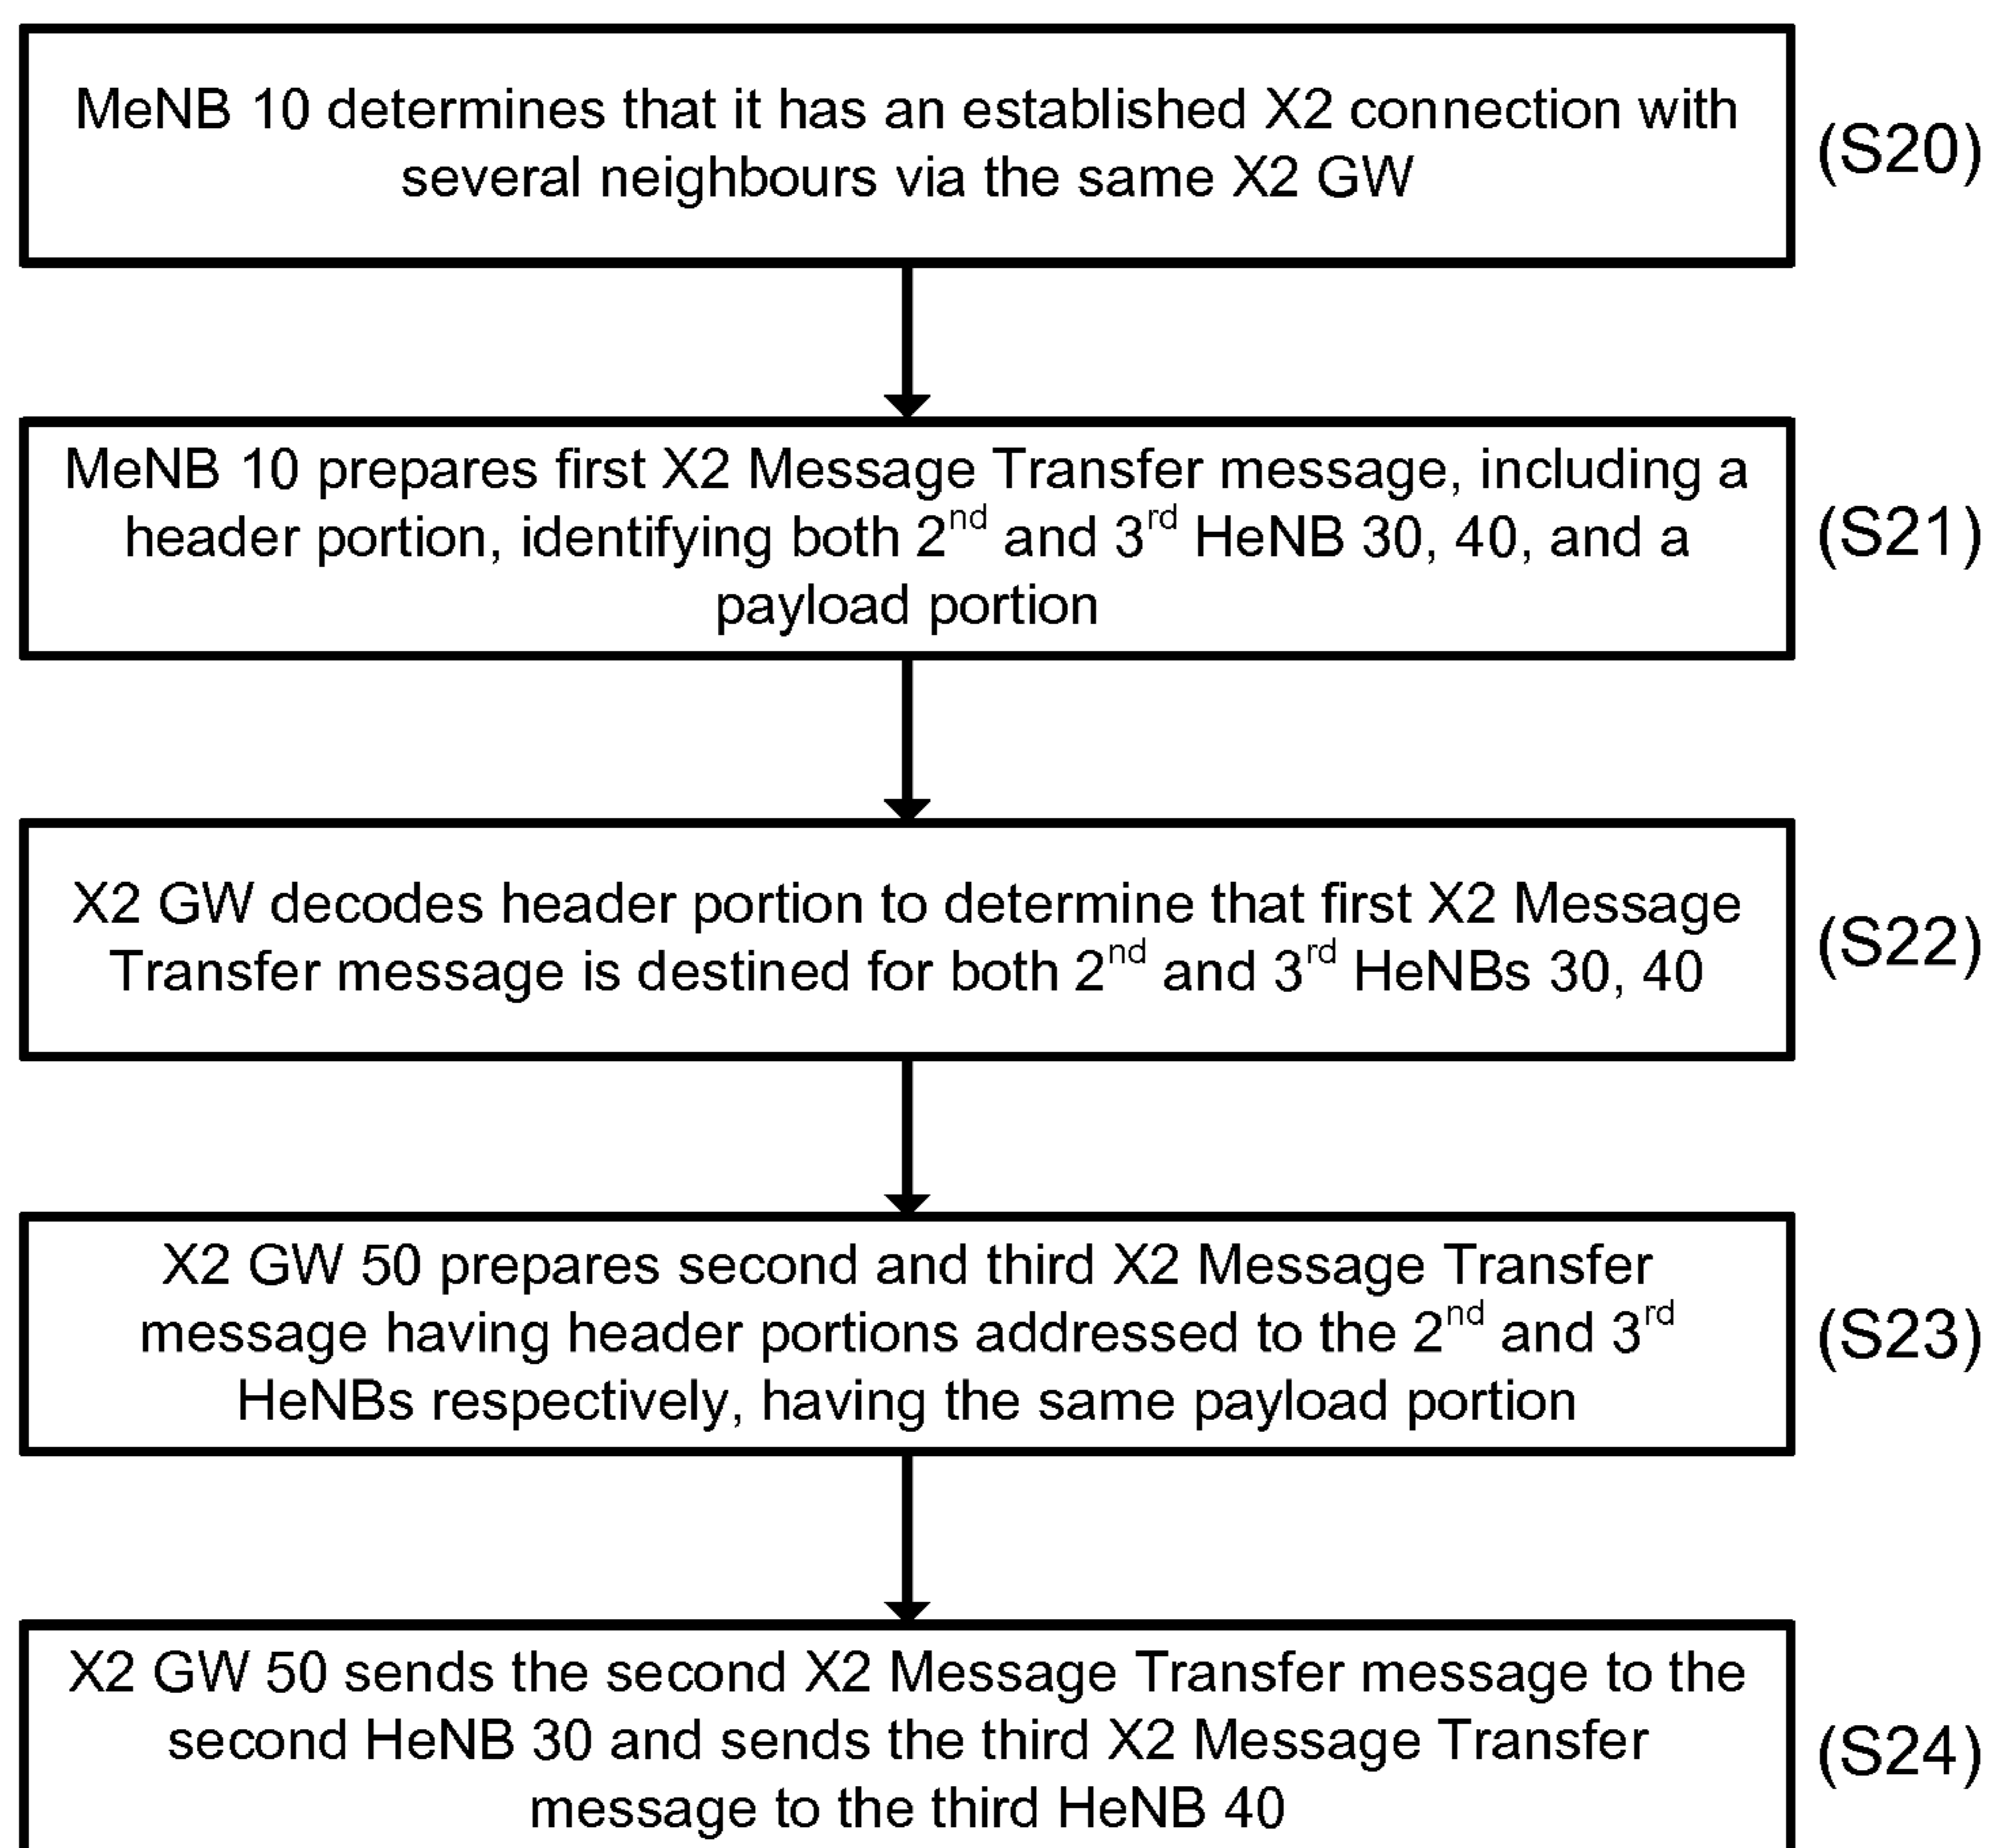 MeNB 10 determines that it has an established X2 connection with
several neighbours via the same X2 GW
(S20)
MeNB 10 prepares first X2 Message Transfer message, including a
header portion, identifying both 2nd and 3rd HeNB 30, 40, and a
payload portion
(S21)
X2 GW decodes header portion to determine that first X2 Message
Transfer message is destined for both 2nd and 3rd HeNBs 30, 40
(S22)
X2 GW 50 prepares second and third X2 Message Transfer
message having header portions addressed to the 2nd and 3rd
HeNBs respectively, having the same payload portion
(S23)
X2 GW 50 sends the second X2 Message Transfer message to the
second HeNB 30 and sends the third X2 Message Transfer
message to the third HeNB 40
(S24)